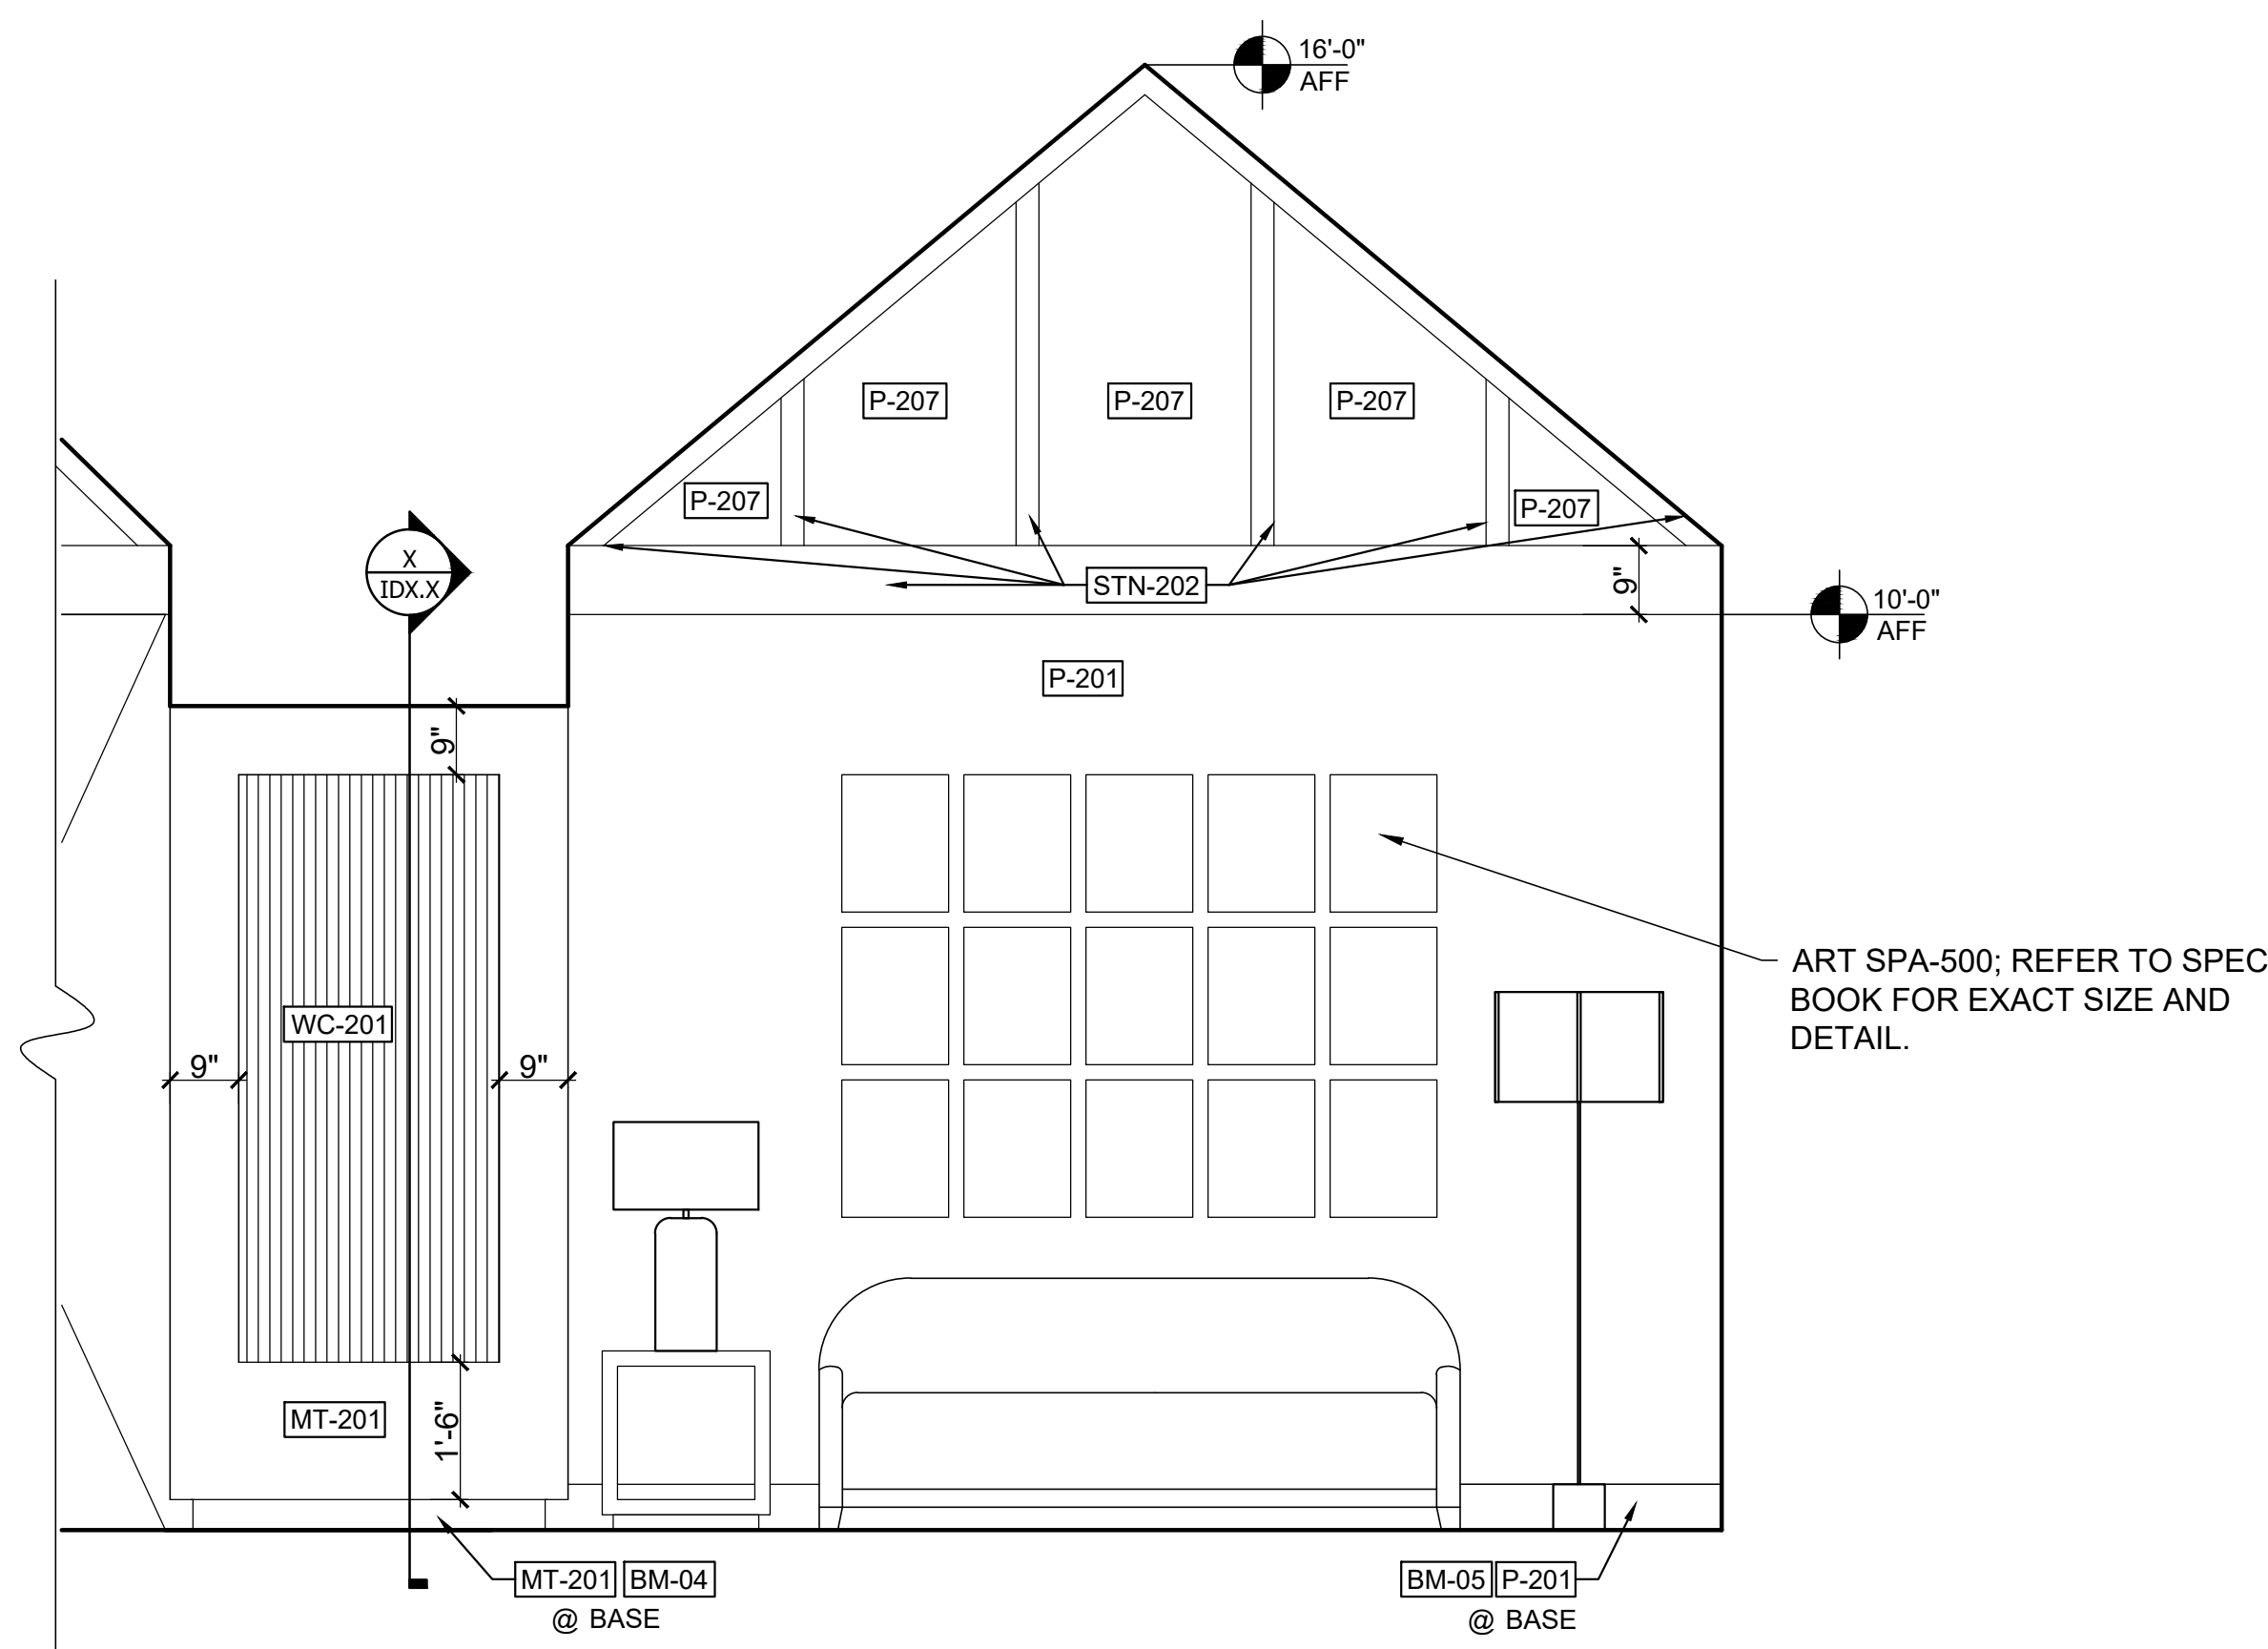 16'-0"
AFF
P-207
P-207
P-207
P-207
P-207
X
IDX.X
STN-202
9"
10'-0"
AFF
P-201
9"
ART SPA-500; REFER TO SPEC
BOOK FOR EXACT SIZE AND
DETAIL.
WC-201
9"
9"
MT-201
1'-6"
MT-201 BM-04
@ BASE
BM-05 P-201
@ BASE